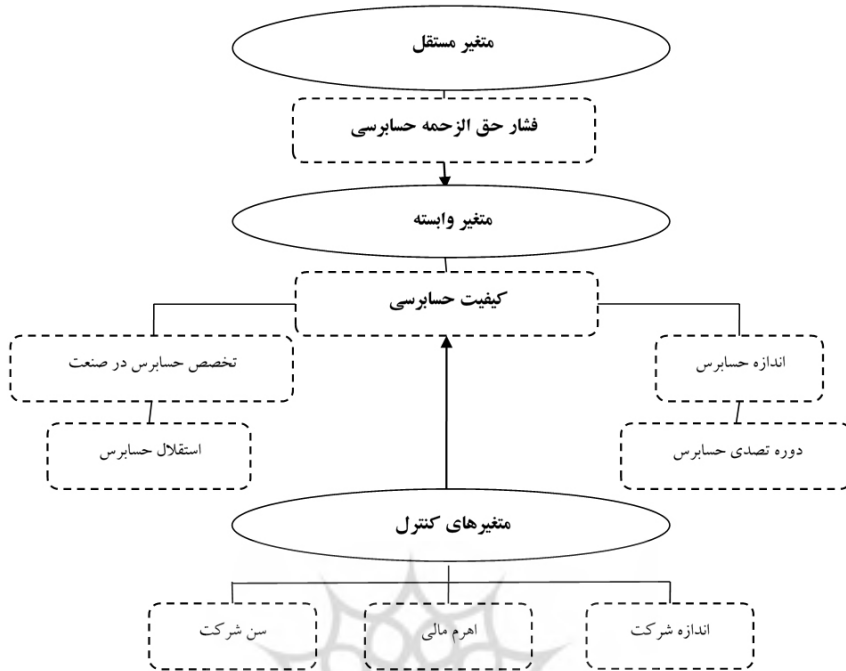 متغیر مستقل
فشار حق الزحمه حسابرسی
متغیر وابسته
کیفیت حسابرسی
اندازه حسابرس
تخصص حسابرس در صنعت
دوره تصدی حسابرس
استقلال حسابرس
متغیرهای کنترل
اندازه شرکت
اهرم مالی
سن شرکت